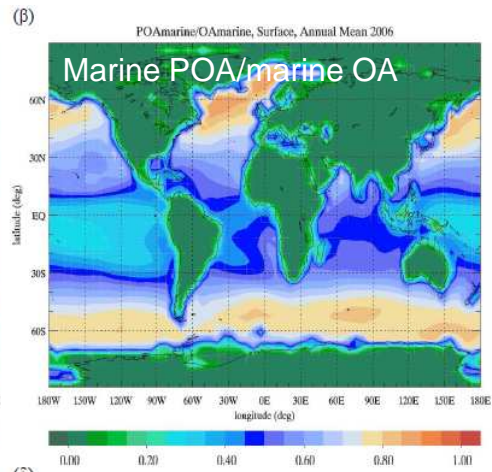 (β)
POAmarine/OAmarine, Surface, Annual Mean 2006
Marine POA/marine OA
60N
30N
EQ
30S
60S
latitude (deg)
180W 150W 120W 90W 60W 30W 0E 30E 60E 90E 120E 150E 180E
longitude (deg)
0.00 0.20 0.40 0.60 0.80 1.00